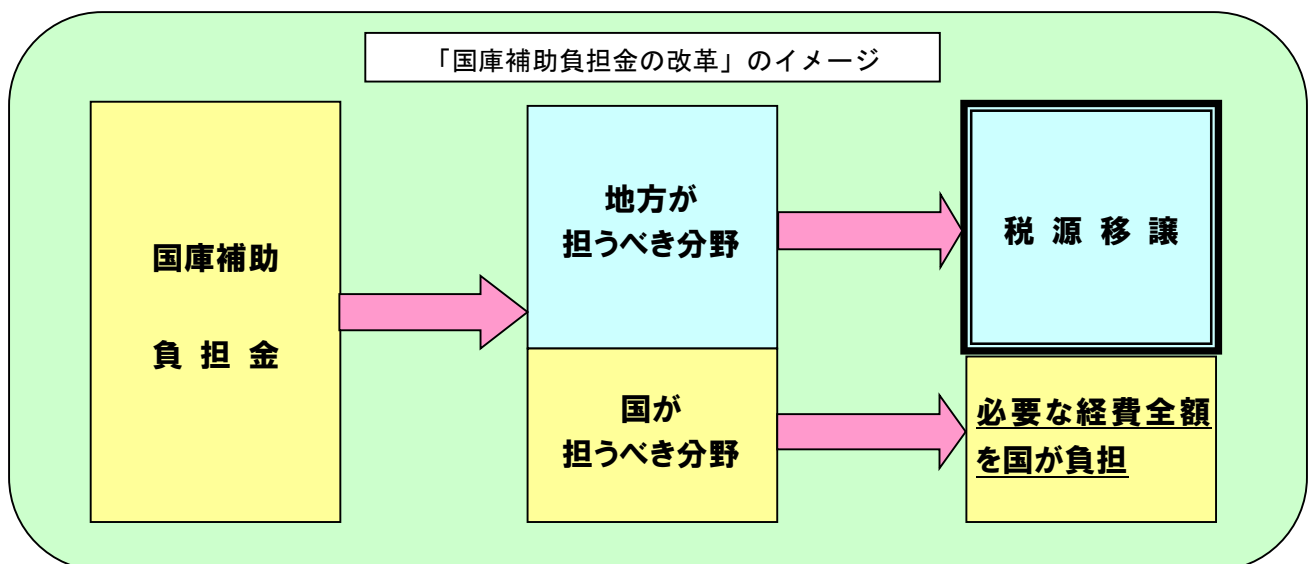 「国庫補助負担金の改革」のイメージ
国庫補助
負担金
地方が
担うべき分野
税源移譲
国が
担うべき分野
必要な経費全額
を国が負担